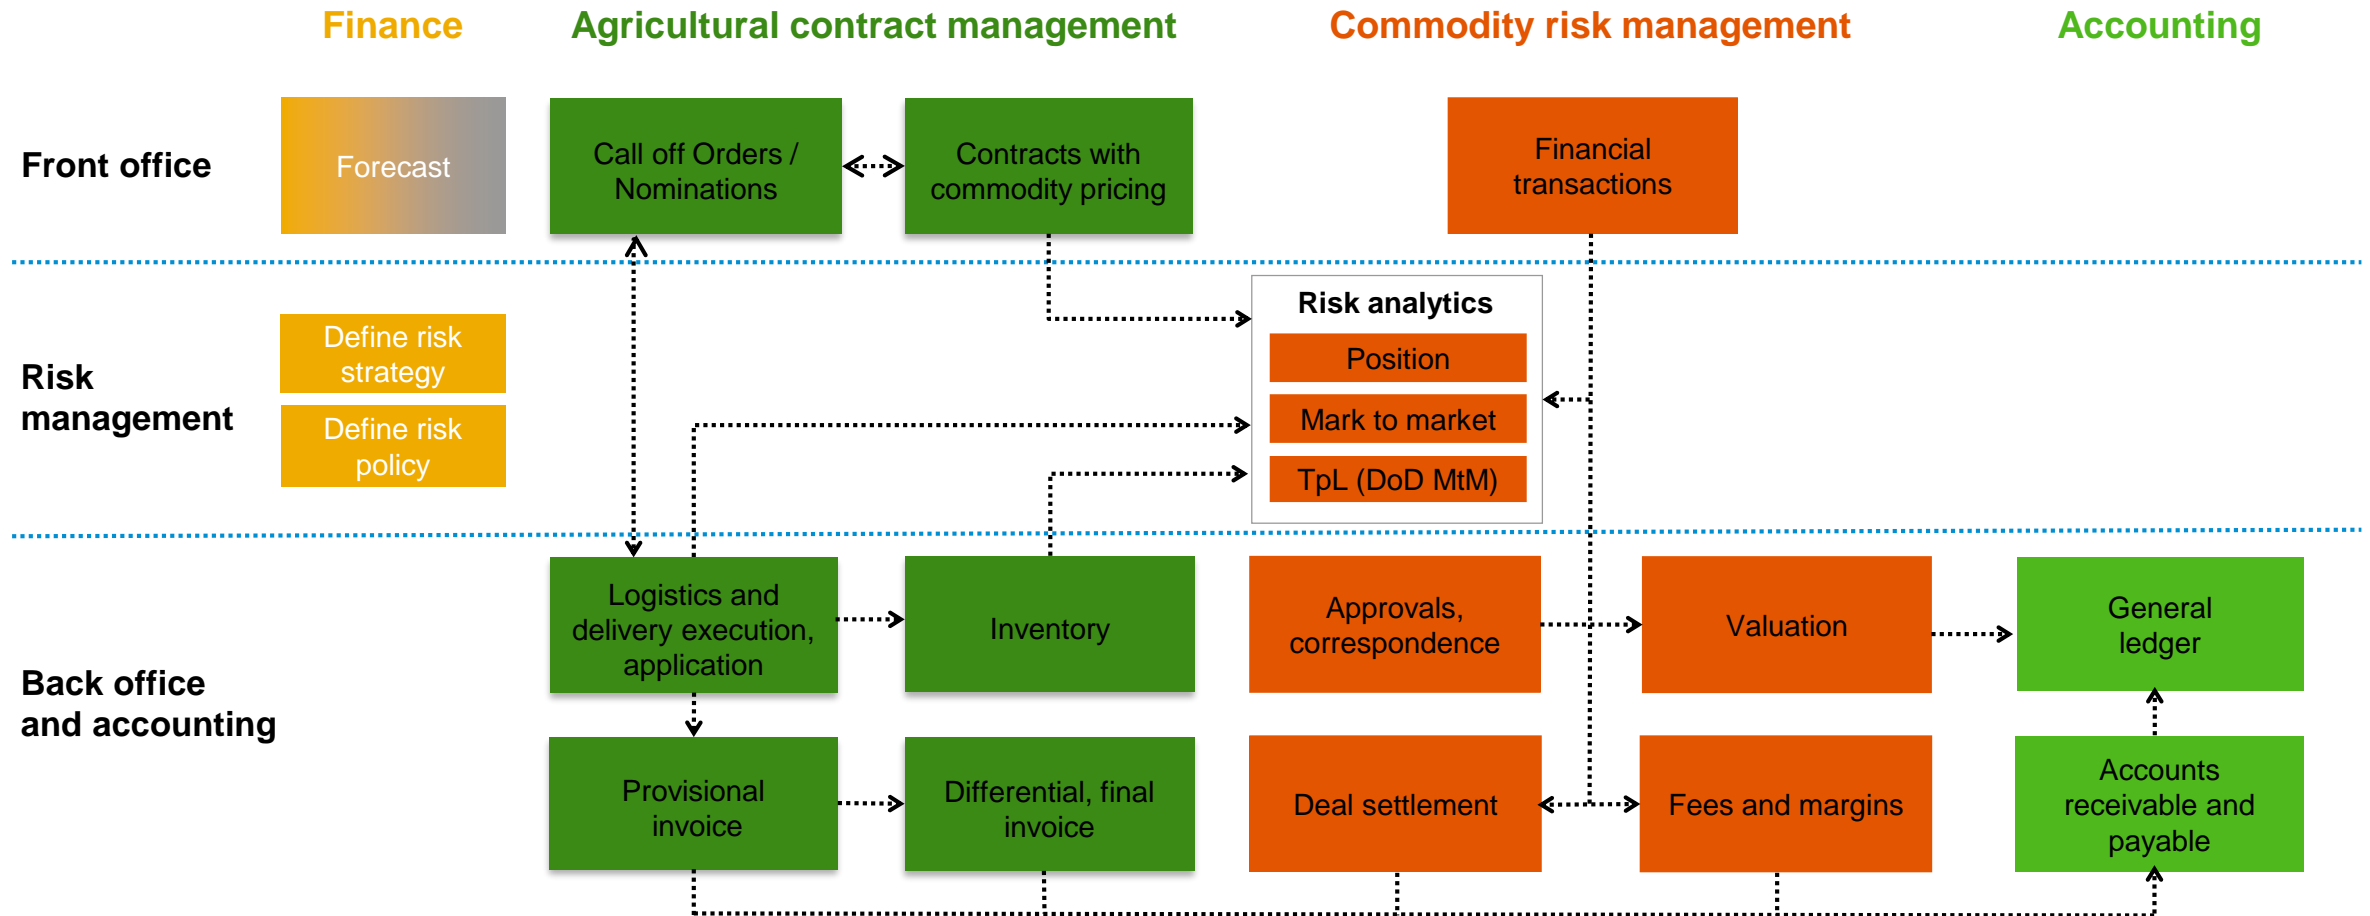 Finance
Agricultural contract management
Commodity risk management
Accounting
Front office
Forecast
Call off Orders /
Nominations
Contracts with
commodity pricing
Financial
transactions
Risk
management
Define risk
strategy
Define risk
policy
Risk analytics
Position
Mark to market
TpL (DoD MtM)
Back office
and accounting
Logistics and
delivery execution,
application
Inventory
Approvals,
correspondence
Valuation
General
ledger
Provisional
invoice
Differential, final
invoice
Deal settlement
Fees and margins
Accounts
receivable and
payable